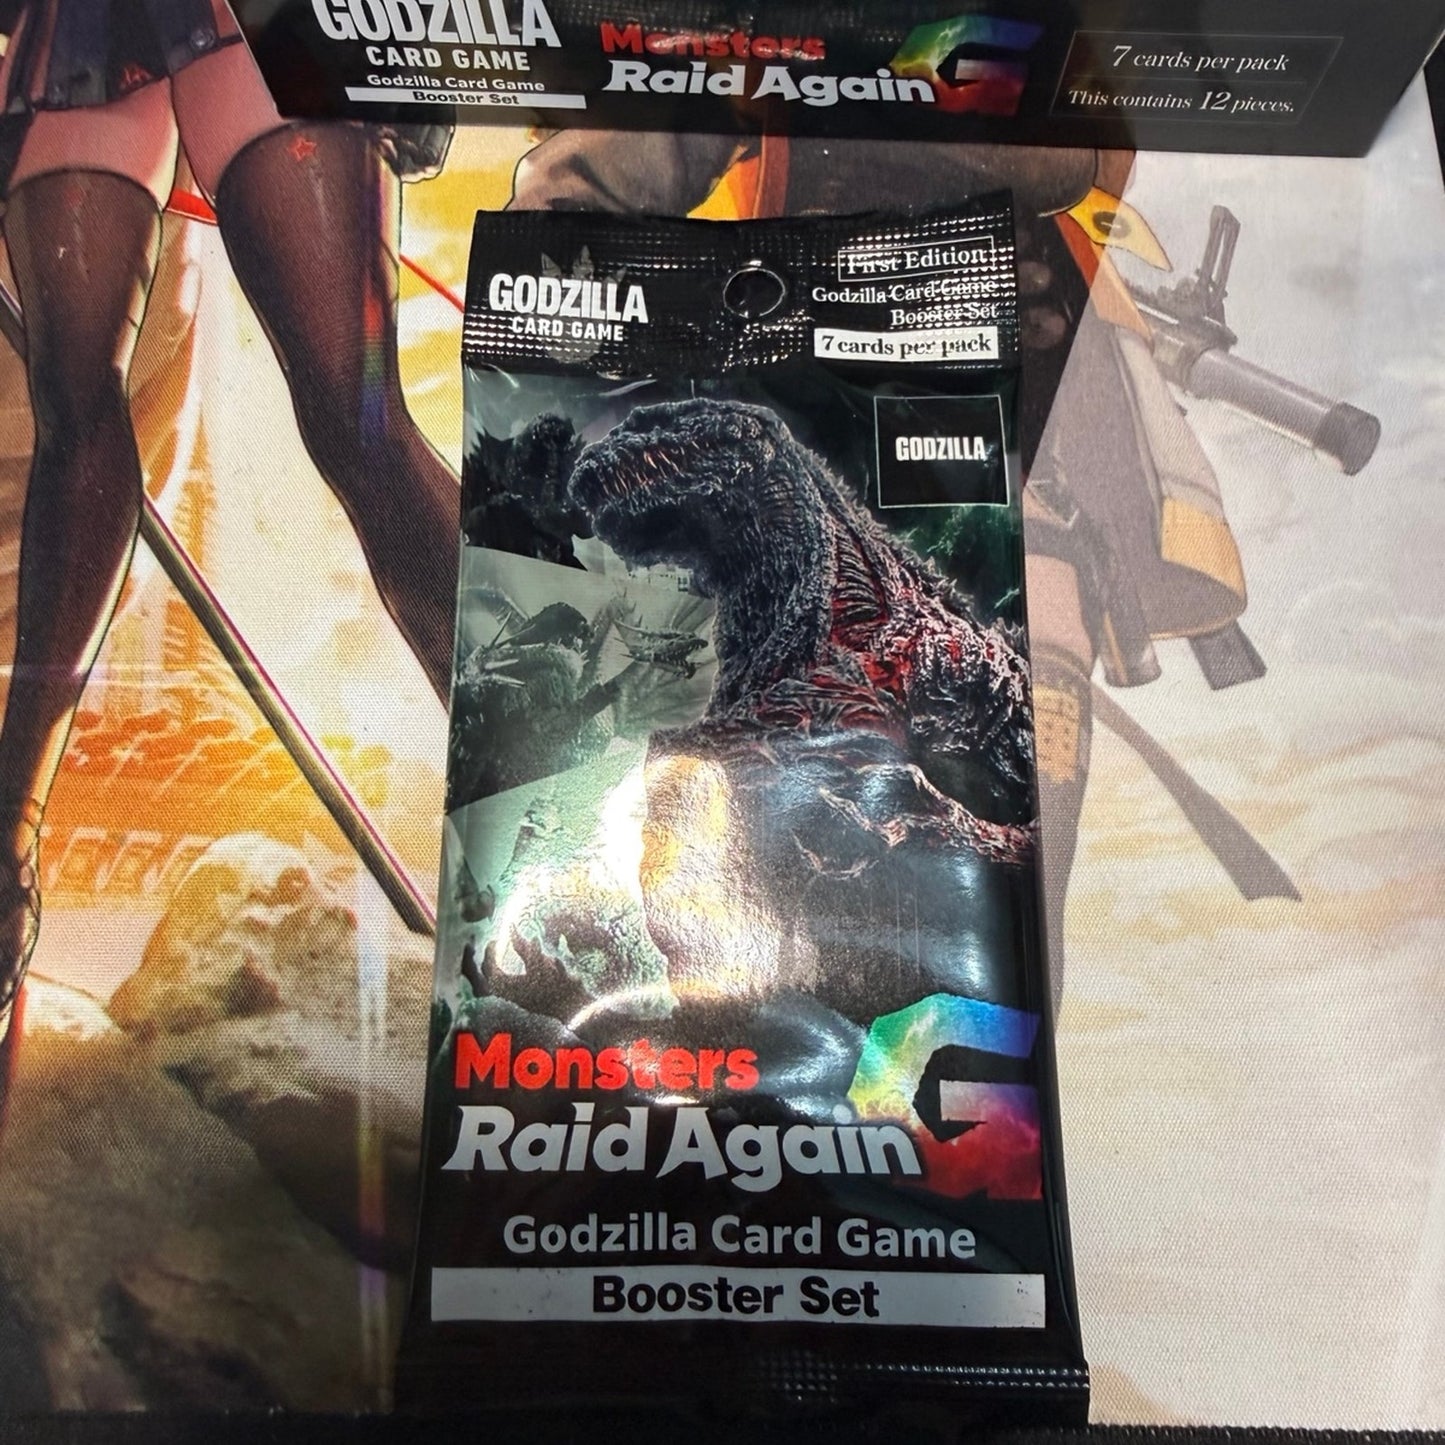 GODZILLA
CARD GAME
Godzilla Card Game
Booster Set
Monsters
Raid Again
G
7 cards per pack
This contains 12 pieces.
GODZILLA
CARD GAME
First Edition
Godzilla Card Game
Booster Set
7 cards per pack
GODZILLA
Monsters
Raid Again
G
Godzilla Card Game
Booster Set